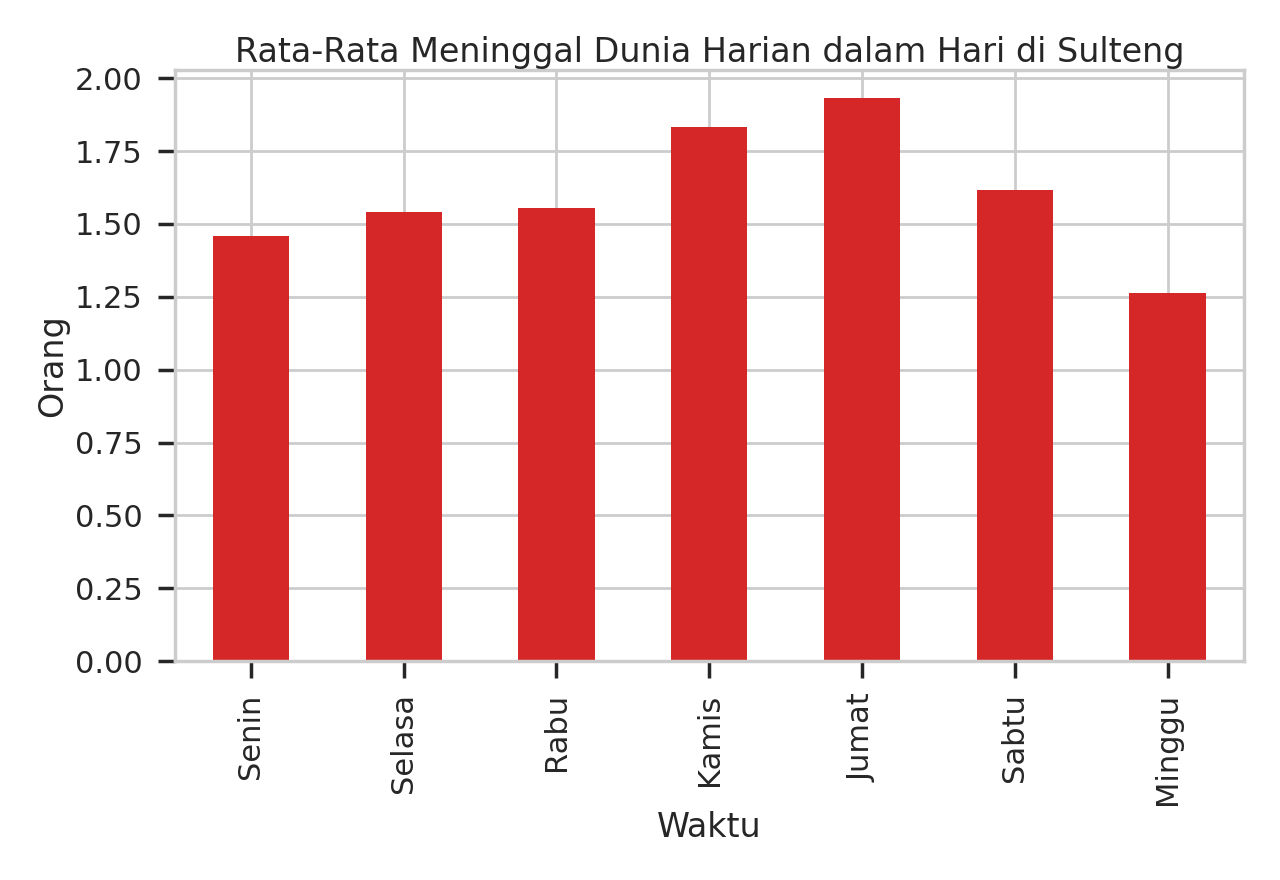 Rata-Rata Meninggal Dunia Harian dalam Hari di Sulteng
2.00
1.75
1.50
1.25
1.00
0.75
0.50
0.25
0.00
Orang
Senin
Selasa
Rabu
Kamis
Jumat
Sabtu
Minggu
Waktu